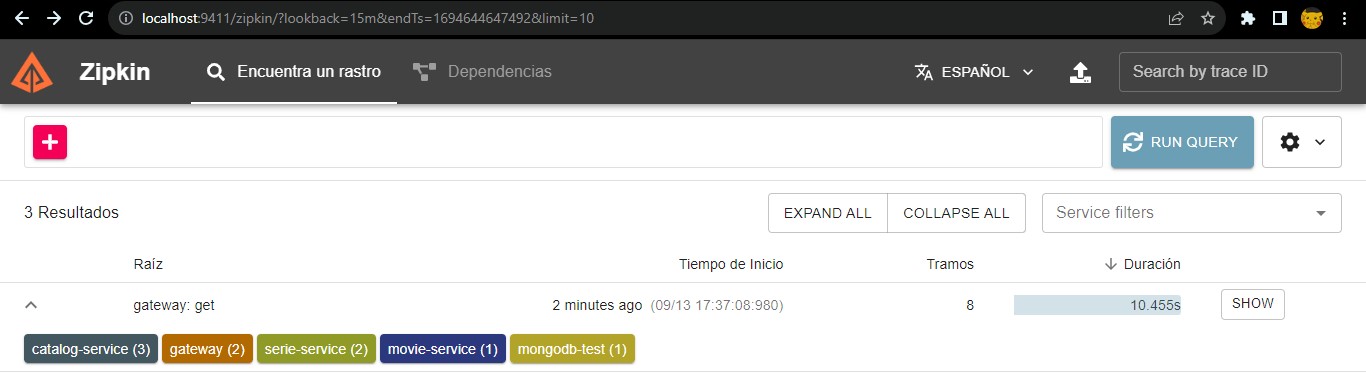 localhost:9411/zipkin/?lookback=15m&endTs=1694644647492&limit=10
Zipkin Encuentra un rastro Dependencias ESPAÑOL Search by trace ID
RUN QUERY
3 Resultados EXPAND ALL COLLAPSE ALL Service filters
Raíz Tiempo de Inicio Tramos Duración
gateway: get 2 minutes ago (09/13 17:37:08:980) 8 10.455s SHOW
catalog-service (3) gateway (2) serie-service (2) movie-service (1) mongodb-test (1)